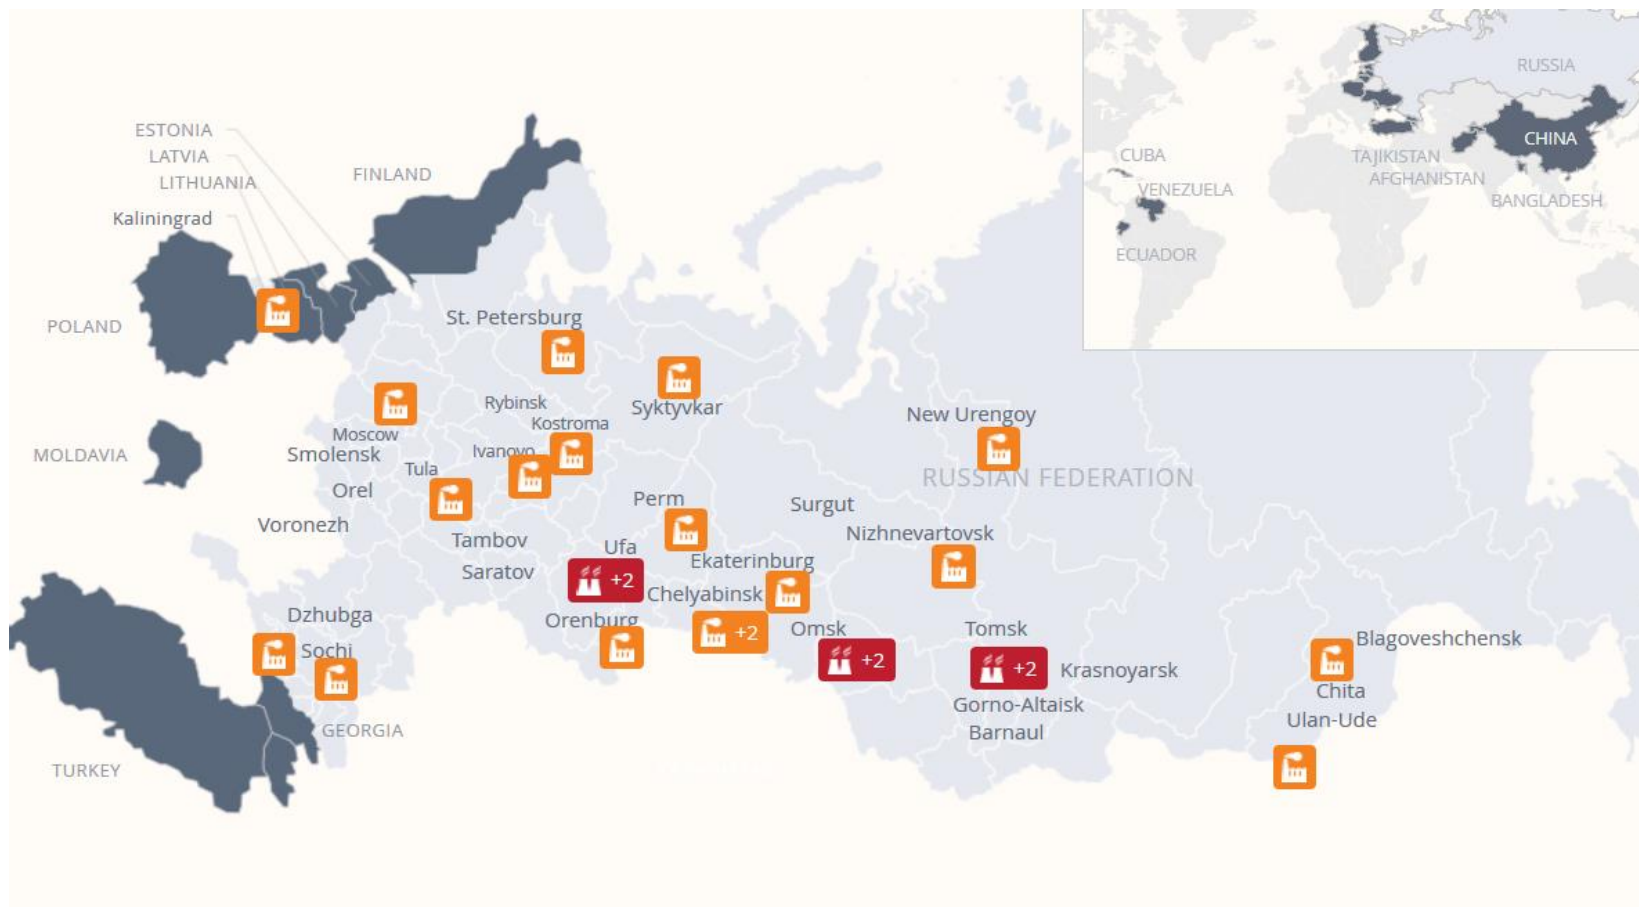 ESTONIA
LATVIA
LITHUANIA
Kaliningrad
FINLAND
POLAND
MOLDAVIA
TURKEY
GEORGIA
St. Petersburg
Syktyvkar
Rybinsk
Kostroma
Moscow
Ivanovo
Smolensk
Tula
Orel
Voronezh
Tambov
Saratov
Perm
Ufa
+2
Ekaterinburg
Chelyabinsk
+2
Orenburg
Dzhubga
Sochi
New Urengoy
RUSSIAN FEDERATION
Surgut
Nizhnevartovsk
Omsk
+2
Tomsk
+2
Krasnoyarsk
Gorno-Altaisk
Barnaul
Blagoveshchensk
Chita
Ulan-Ude
RUSSIA
CHINA
CUBA
TAJIKISTAN
AFGHANISTAN
VENEZUELA
BANGLADESH
ECUADOR